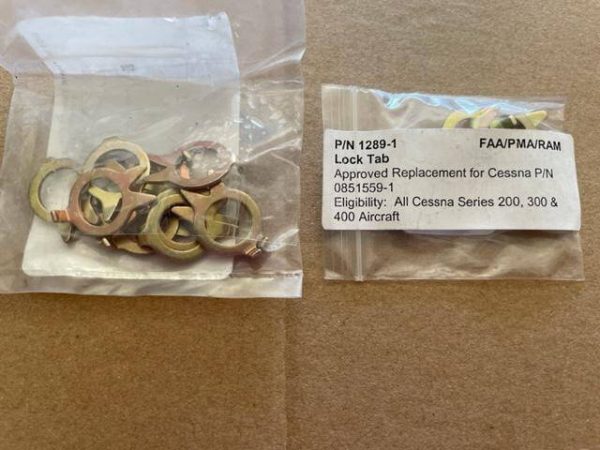 P/N 1289-1 FAA/PMA/RAM
Lock Tab
Approved Replacement for Cessna P/N
0851559-1
Eligibility: All Cessna Series 200, 300 &
400 Aircraft